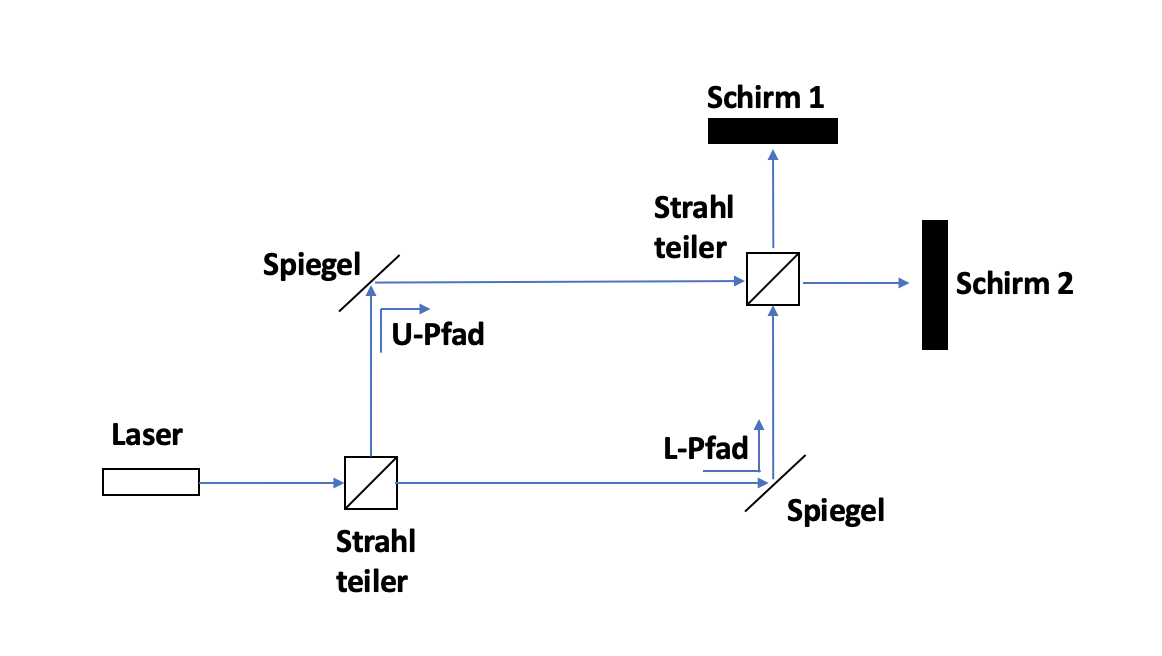 Schirm 1
Strahl
teiler
Spiegel
Schirm 2
U-Pfad
Laser
L-Pfad
Spiegel
Strahl
teiler